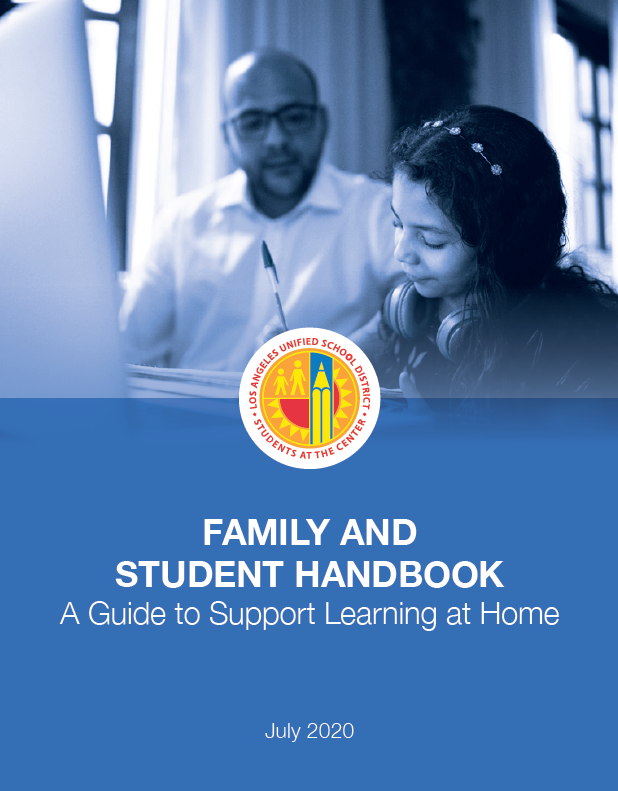 LOS ANGELES UNIFIED SCHOOL DISTRICT
• STUDENTS AT THE CENTER •
FAMILY AND
STUDENT HANDBOOK
A Guide to Support Learning at Home
July 2020